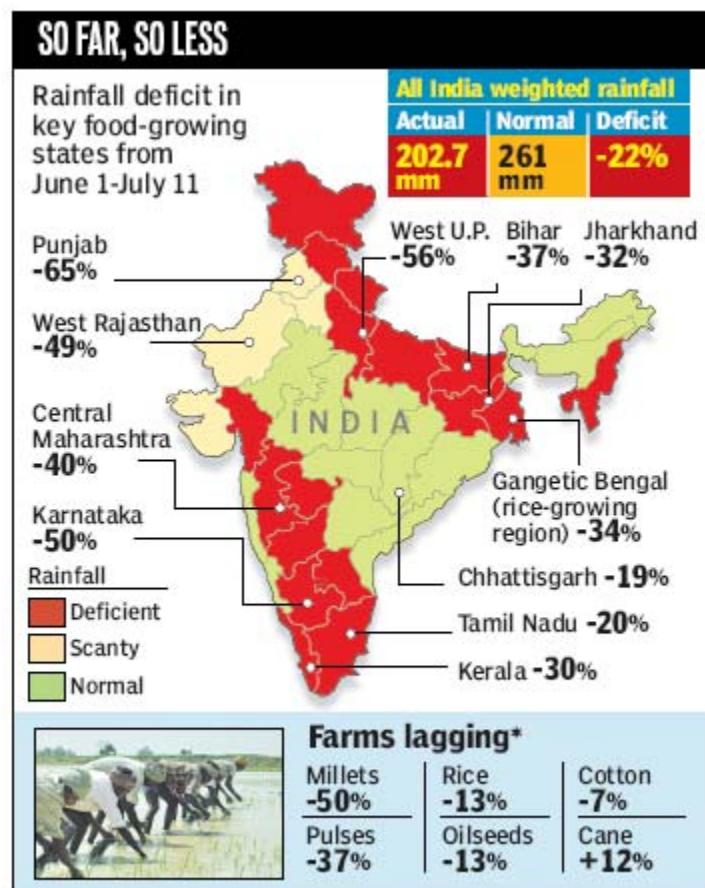 SO FAR, SO LESS
Rainfall deficit in
key food-growing
states from
June 1-July 11
All India weighted rainfall
Actual Normal Deficit
202.7 mm 261 mm -22%
Punjab
-65%
West U.P.
-56%
Bihar
-37%
Jharkhand
-32%
West Rajasthan
-49%
Central
Maharashtra
-40%
Karnataka
-50%
INDIA
Gangetic Bengal
(rice-growing
region) -34%
Chhattisgarh -19%
Tamil Nadu -20%
Kerala -30%
Rainfall
Deficient
Scanty
Normal
Farms lagging*
Millets
-50%
Rice
-13%
Cotton
-7%
Pulses
-37%
Oilseeds
-13%
Cane
+12%